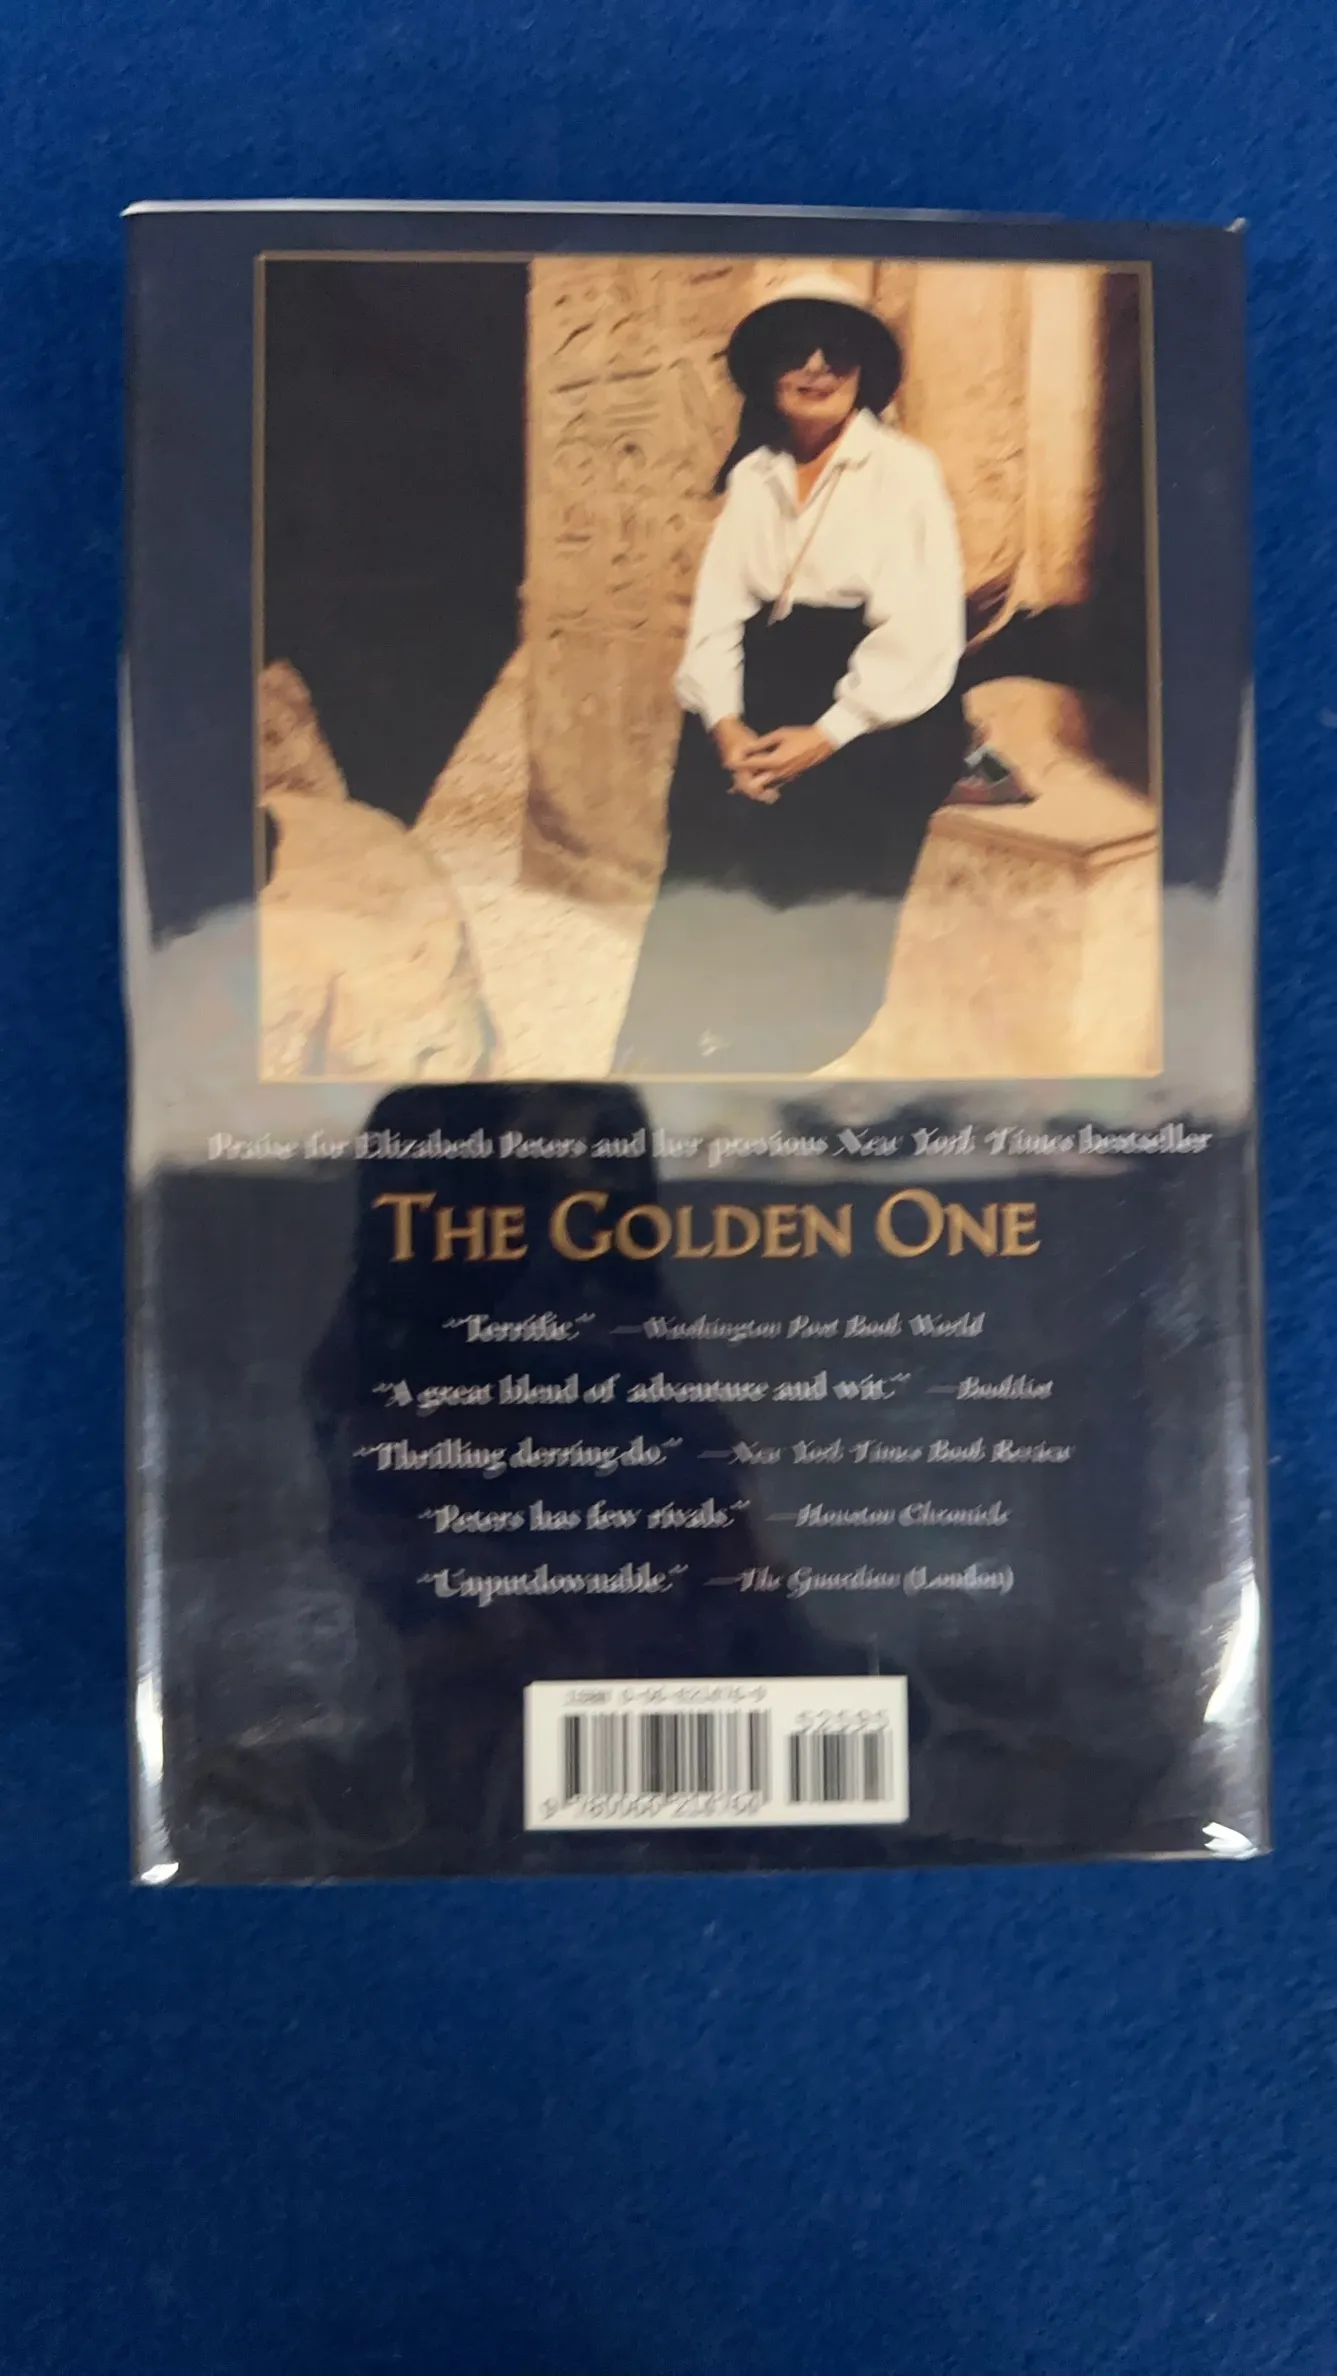 Praise for Elizabeth Peters and her previous New York Times bestseller
THE GOLDEN ONE
"Terrific." —Washington Post Book World
"A great blend of adventure and wit." —Booklist
"Thrilling derring-do." —New York Times Book Review
"Peters has few rivals." —Houston Chronicle
"Unputdownable." —The Guardian (London)
ISBN
52595